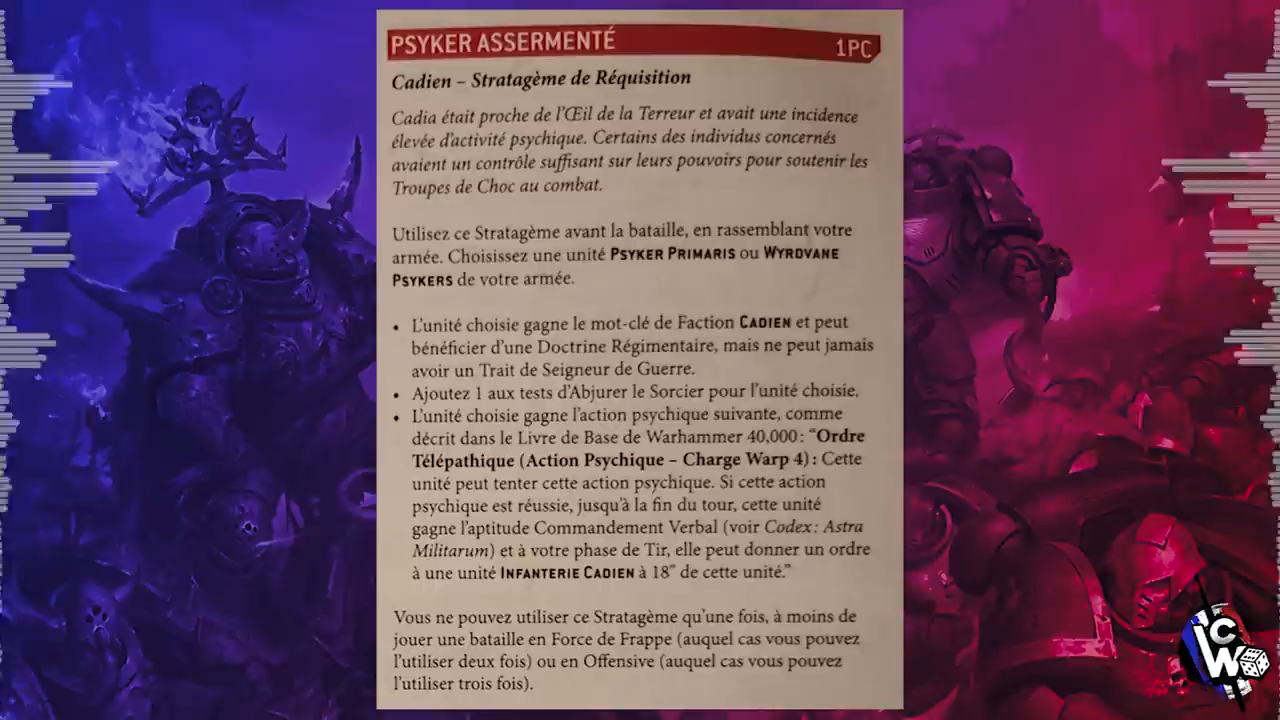 PSYKER ASSERMENTÉ 1PC
Cadien – Stratagème de Réquisition
Cadia était proche de l'Œil de la Terreur et avait une incidence
élevée d'activité psychique. Certains des individus concernés
avaient un contrôle suffisant sur leurs pouvoirs pour soutenir les
Troupes de Choc au combat.
Utilisez ce Stratagème avant la bataille, en rassemblant votre
armée. Choisissez une unité PSYKER PRIMARIS ou WYRDVANE
PSYKERS de votre armée.
• L'unité choisie gagne le mot-clé de Faction CADIEN et peut
bénéficier d'une Doctrine Régimentaire, mais ne peut jamais
avoir un Trait de Seigneur de Guerre.
• Ajoutez 1 aux tests d'Abjurer le Sorcier pour l'unité choisie.
• L'unité choisie gagne l'action psychique suivante, comme
décrit dans le Livre de Base de Warhammer 40,000: "Ordre
Télépathique (Action Psychique – Charge Warp 4) : Cette
unité peut tenter cette action psychique. Si cette action
psychique est réussie, jusqu'à la fin du tour, cette unité
gagne l'aptitude Commandement Verbal (voir Codex: Astra
Militarum) et à votre phase de Tir, elle peut donner un ordre
à une unité INFANTERIE CADIEN à 18" de cette unité."
Vous ne pouvez utiliser ce Stratagème qu'une fois, à moins de
jouer une bataille en Force de Frappe (auquel cas vous pouvez
l'utiliser deux fois) ou en Offensive (auquel cas vous pouvez
l'utiliser trois fois).